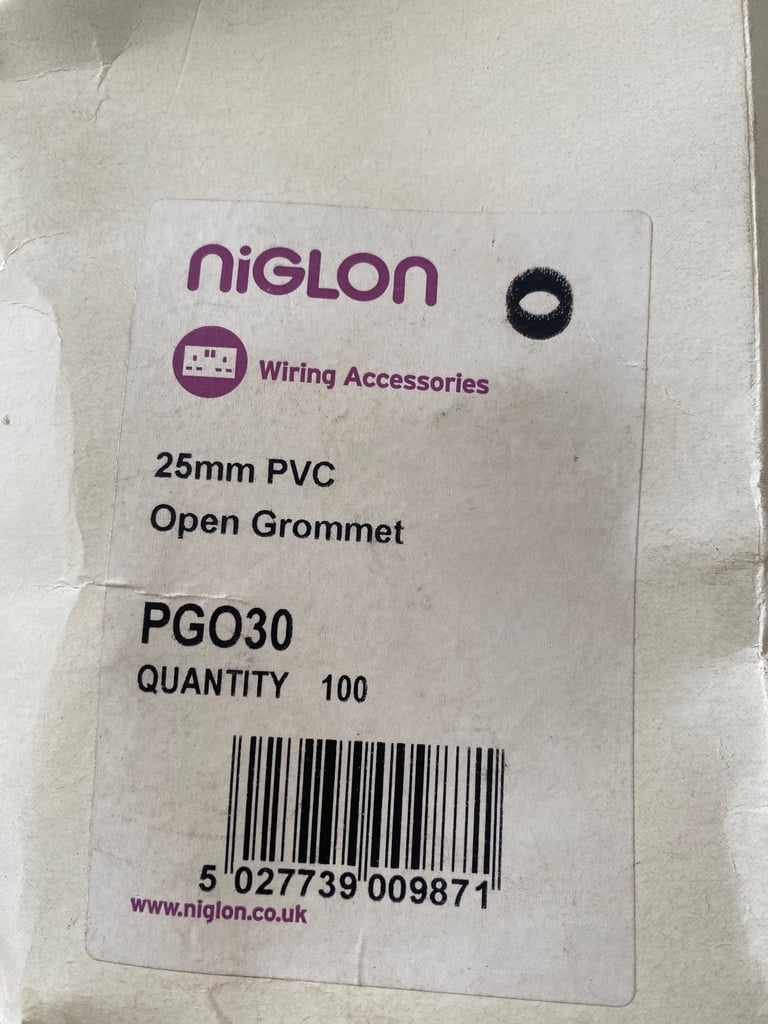 NiGLON
Wiring Accessories
25mm PVC
Open Grommet
PGO30
QUANTITY 100
5 027739 009871
www.niglon.co.uk